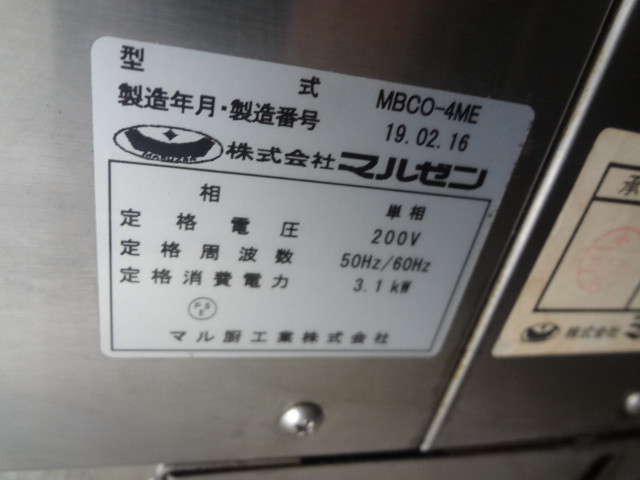 型式 MBCO-4ME
製造年月・製造番号 19.02.16
MARUZEN 株式会社マルゼン
相 単相
定格電圧 200V
定格周波数 50Hz/60Hz
定格消費電力 3.1kW
PSE
マル厨工業株式会社
承
株式会社